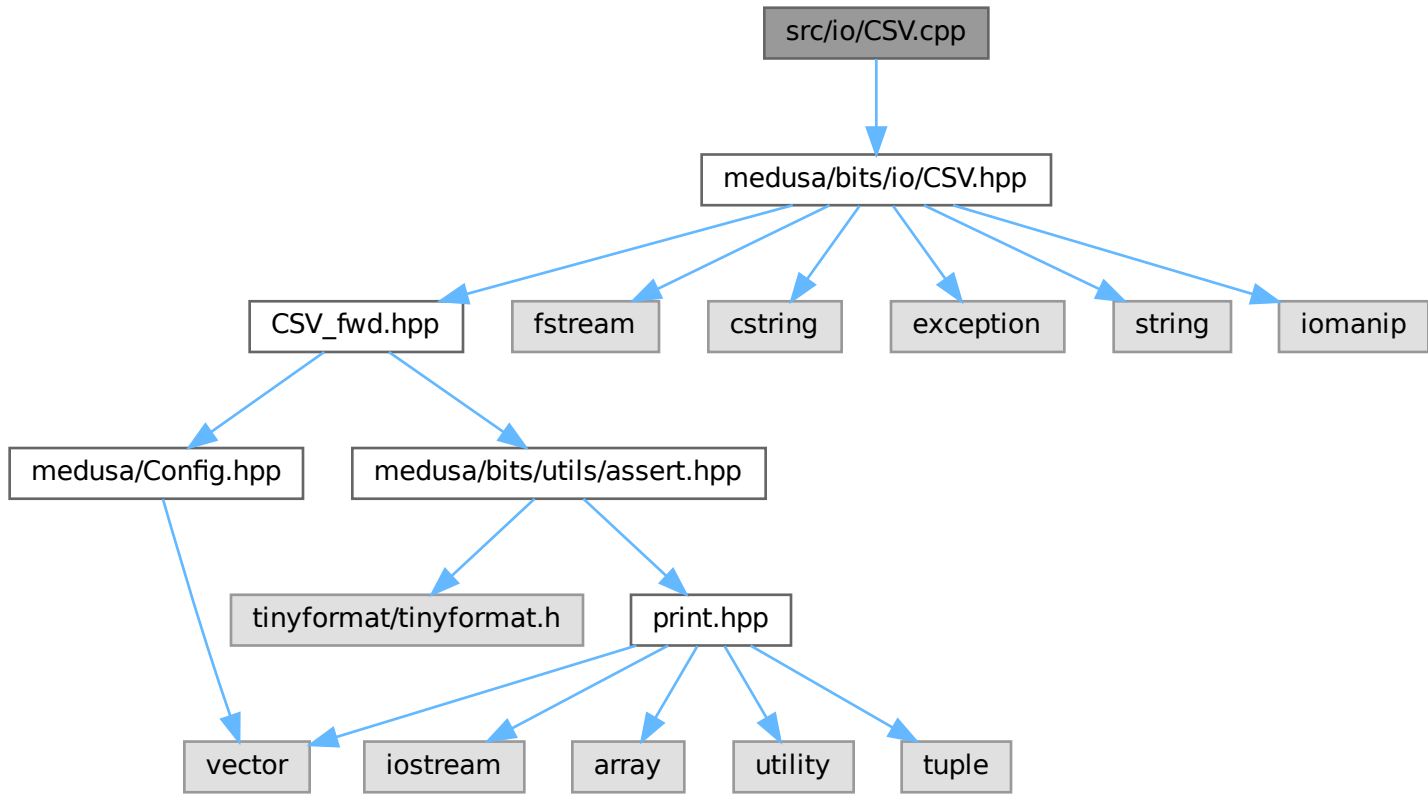 src/io/CSV.cpp
medusa/bits/io/CSV.hpp
CSV_fwd.hpp
fstream
cstring
exception
string
iomanip
medusa/Config.hpp
medusa/bits/utils/assert.hpp
tinyformat/tinyformat.h
print.hpp
vector
iostream
array
utility
tuple